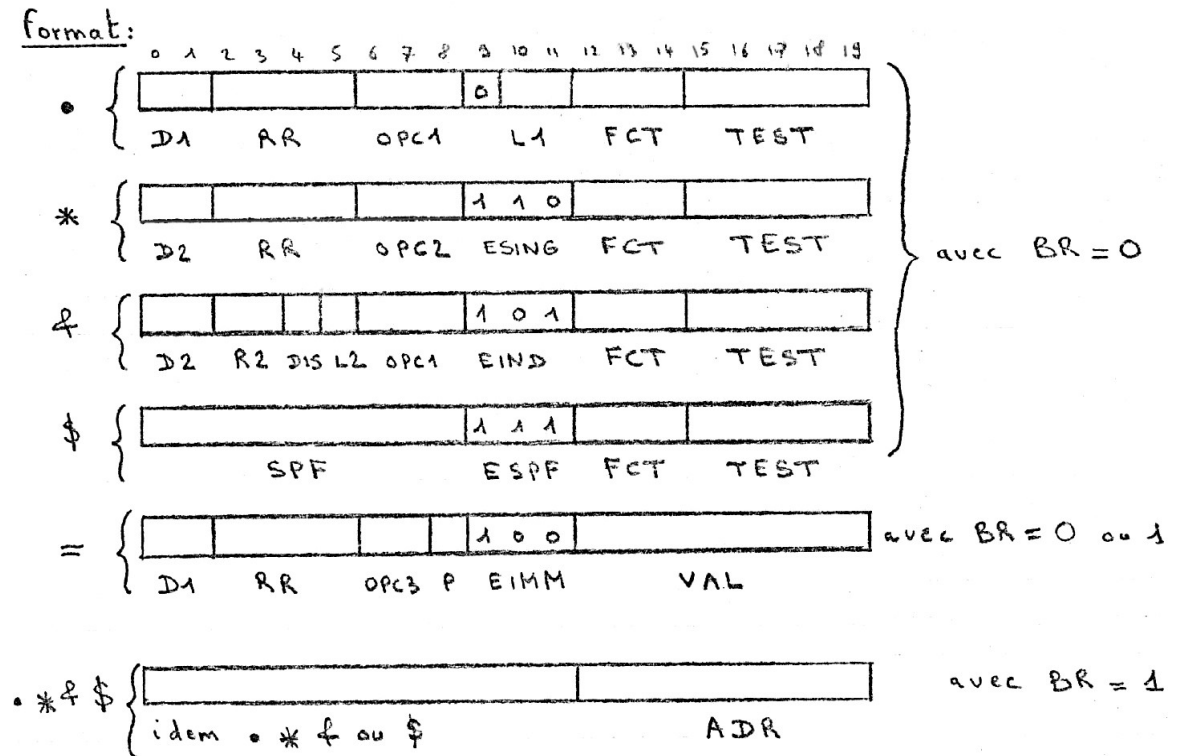 format:
0 1 2 3 4 5 6 7 8 9 10 11 12 13 14 15 16 17 18 19
• { 0
D1 RR OPC1 L1 FCT TEST
* { 1 1 0
D2 RR OPC2 ESING FCT TEST
avec BR = 0
& { 1 0 1
D2 R2 DIS L2 OPC1 EIND FCT TEST
$ { 1 1 1
SPF ESPF FCT TEST
= { 1 0 0 avec BR = 0 ou 1
D1 RR OPC3 P EIMM VAL
• * & $ { avec BR = 1
idem • * & ou $ ADR